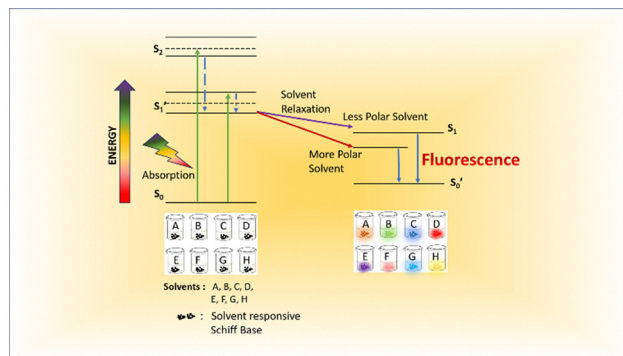 S2
S1'
ENERGY
Absorption
S0
Solvent
Relaxation
Less Polar Solvent
S1
More Polar
Solvent
Fluorescence
S0'
A B C D
E F G H
A B C D
E F G H
Solvents : A, B, C, D,
E, F, G, H
: Solvent responsive
Schiff Base